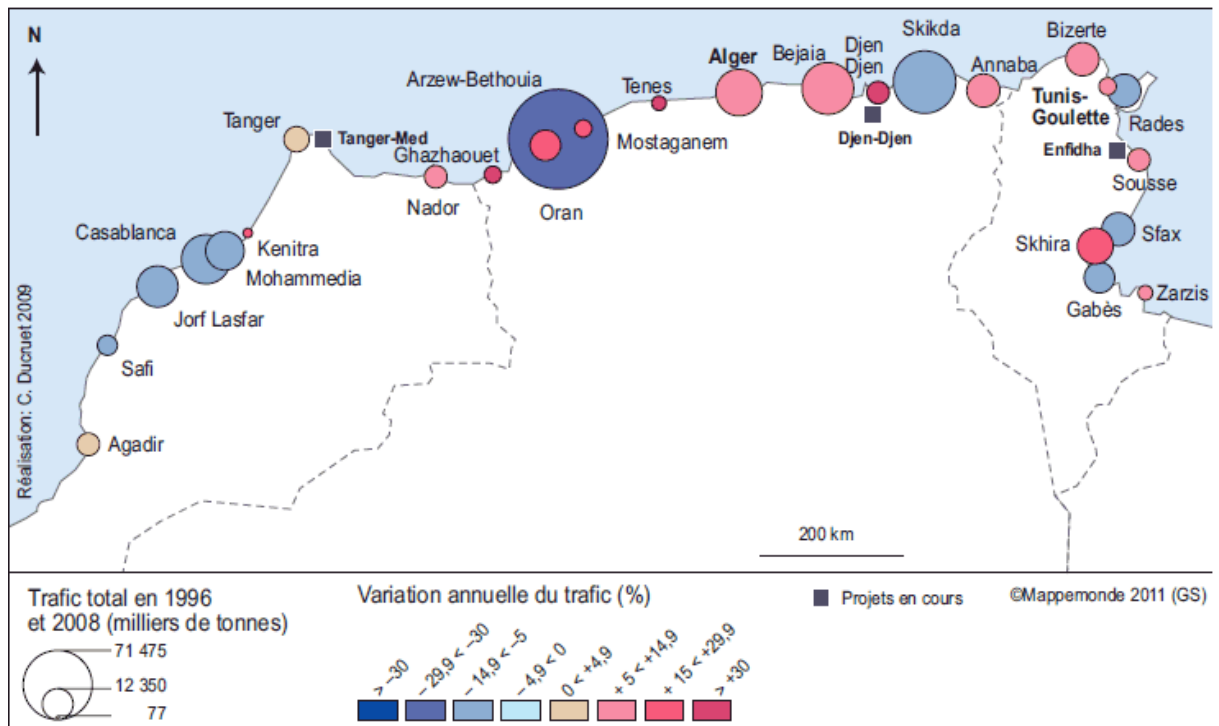 N
Skikda
Bizerte
Alger
Bejaia
Djen
Djen
Annaba
Arzew-Bethouia
Tenes
Tanger
Tanger-Med
Ghazhaouet
Mostaganem
Djen-Djen
Tunis-
Goulette
Rades
Enfidha
Sousse
Nador
Oran
Casablanca
Kenitra
Mohammedia
Skhira
Sfax
Jorf Lasfar
Gabès
Zarzis
Safi
Agadir
Réalisation: C. Ducruet 2009
200 km
Trafic total en 1996
et 2008 (milliers de tonnes)
71 475
12 350
77
Variation annuelle du trafic (%)
> –30
– 29,9 < –30
– 14,9 < –5
– 4,9 < 0
0 < +4,9
+ 5 < +14,9
+ 15 < +29,9
> +30
Projets en cours
©Mappemonde 2011 (GS)